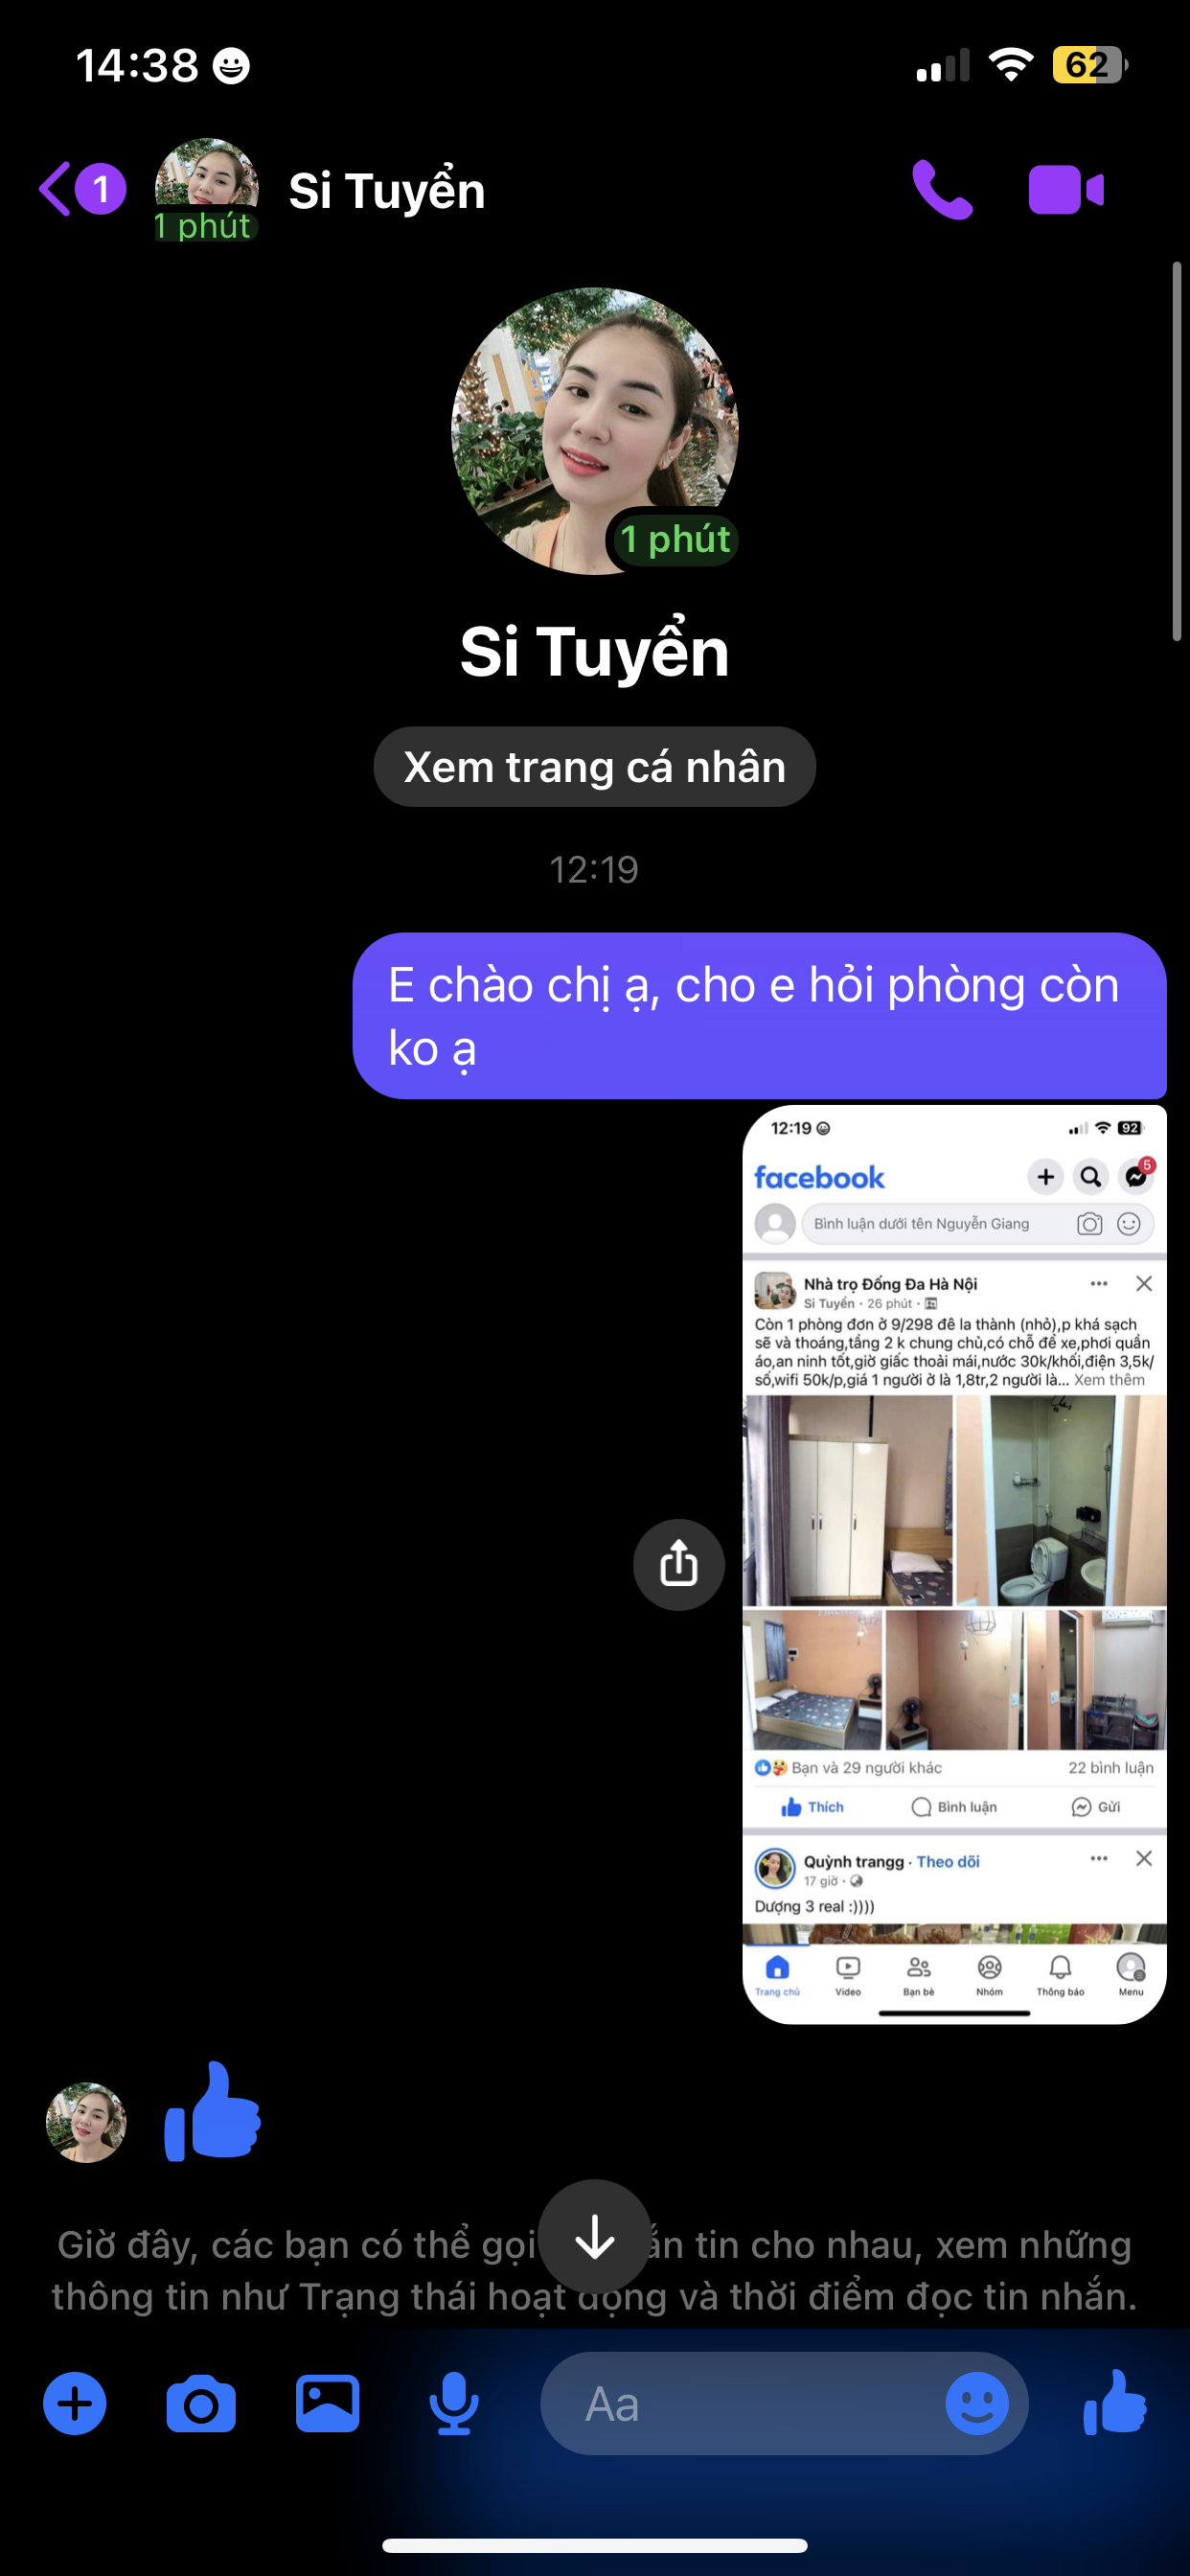 14:38
62
1
1 phút
Si Tuyển
1 phút
Si Tuyển
Xem trang cá nhân
12:19
E chào chị ạ, cho e hỏi phòng còn
ko ạ
12:19
92
facebook
5
Bình luận dưới tên Nguyễn Giang
Nhà trọ Đống Đa Hà Nội
Si Tuyển · 26 phút ·
Còn 1 phòng đơn ở 9/298 đê la thành (nhỏ),p khá sạch
sẽ và thoáng,tầng 2 k chung chủ,có chỗ để xe,phơi quần
áo,an ninh tốt,giờ giấc thoải mái,nước 30k/khối,điện 3,5k/
số,wifi 50k/p,giá 1 người ở là 1,8tr,2 người là... Xem thêm
Bạn và 29 người khác
22 bình luận
Thích
Bình luận
Gửi
Quỳnh trangg · Theo dõi
17 giờ ·
Dượng 3 real :))))
Trang chủ
Video
Bạn bè
Nhóm
Thông báo
Menu
Giờ đây, các bạn có thể gọi ắn tin cho nhau, xem những
thông tin như Trạng thái hoạt động và thời điểm đọc tin nhắn.
Aa